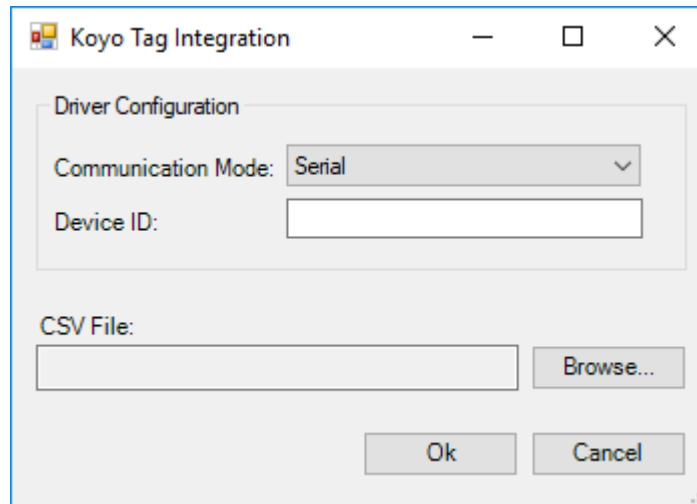 Koyo Tag Integration
Driver Configuration
Communication Mode: Serial
Device ID:
CSV File:
Browse...
Ok Cancel